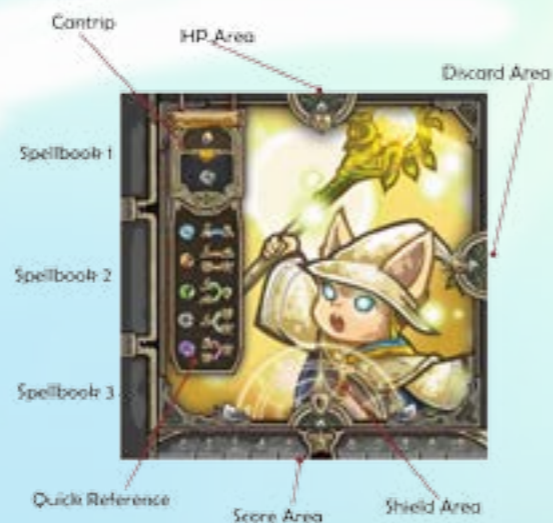 Cantrip
HP Area
Discard Area
Spellbook 1
Spellbook 2
Spellbook 3
Quick Reference
Score Area
Shield Area